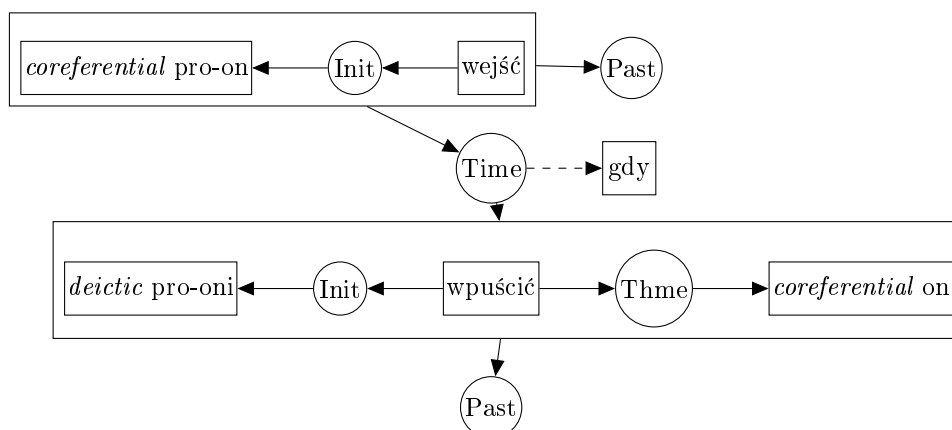 coreferential pro-on Init wejść Past
Time gdy
deictic pro-oni Init wpuścić Thme coreferential on
Past